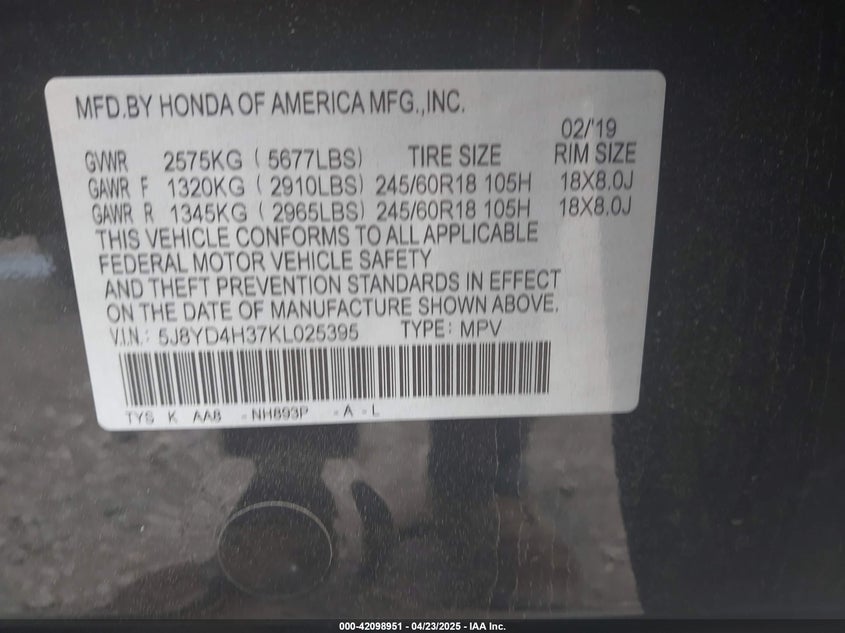 MFD.BY HONDA OF AMERICA MFG.,INC.
02/'19
GVWR 2575KG ( 5677LBS) TIRE SIZE RIM SIZE
GAWR F 1320KG ( 2910LBS) 245/60R18 105H 18X8.0J
GAWR R 1345KG ( 2965LBS) 245/60R18 105H 18X8.0J
THIS VEHICLE CONFORMS TO ALL APPLICABLE
FEDERAL MOTOR VEHICLE SAFETY
AND THEFT PREVENTION STANDARDS IN EFFECT
ON THE DATE OF MANUFACTURE SHOWN ABOVE.
V.I.N.: 5J8YD4H37KL025395 TYPE: MPV
TYS K AA8 -NH893P -A -L
000-42098951 - 04/23/2025 - IAA Inc.